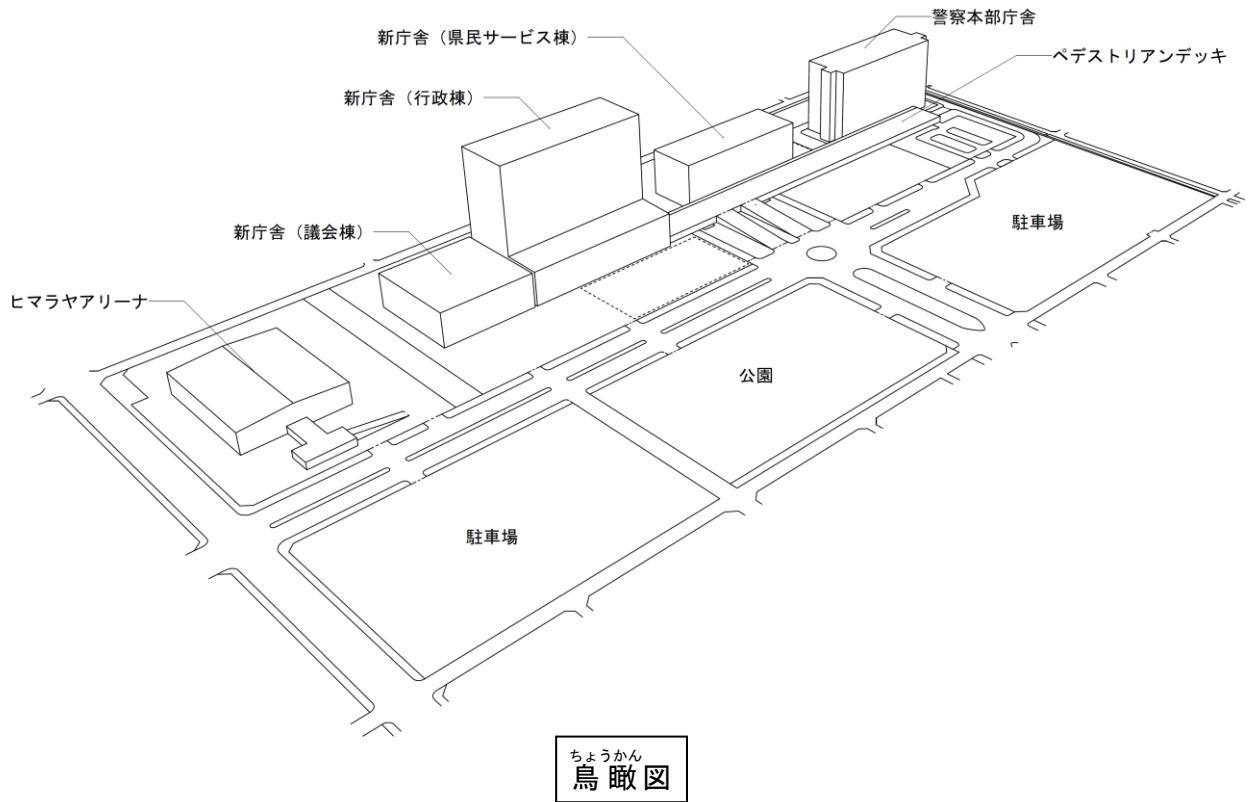 警察本部庁舎
新庁舎（県民サービス棟）
ペデストリアンデッキ
新庁舎（行政棟）
駐車場
新庁舎（議会棟）
ヒマラヤアリーナ
公園
駐車場
ちょうかん
鳥瞰図